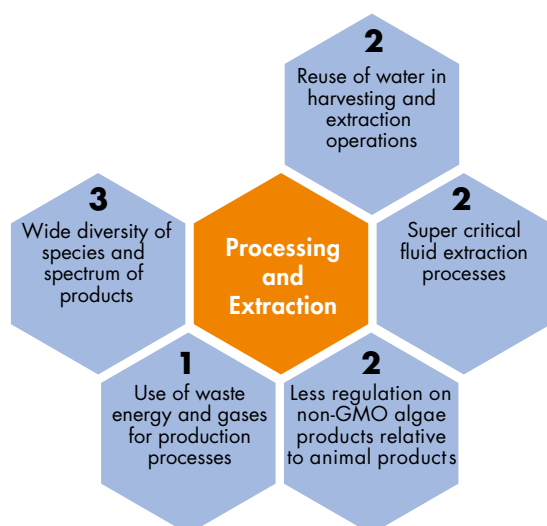 2
Reuse of water in
harvesting and
extraction
operations
3
Wide diversity of
species and
spectrum of
products
Processing
and
Extraction
2
Super critical
fluid extraction
processes
1
Use of waste
energy and gases
for production
processes
2
Less regulation on
non-GMO algae
products relative
to animal products